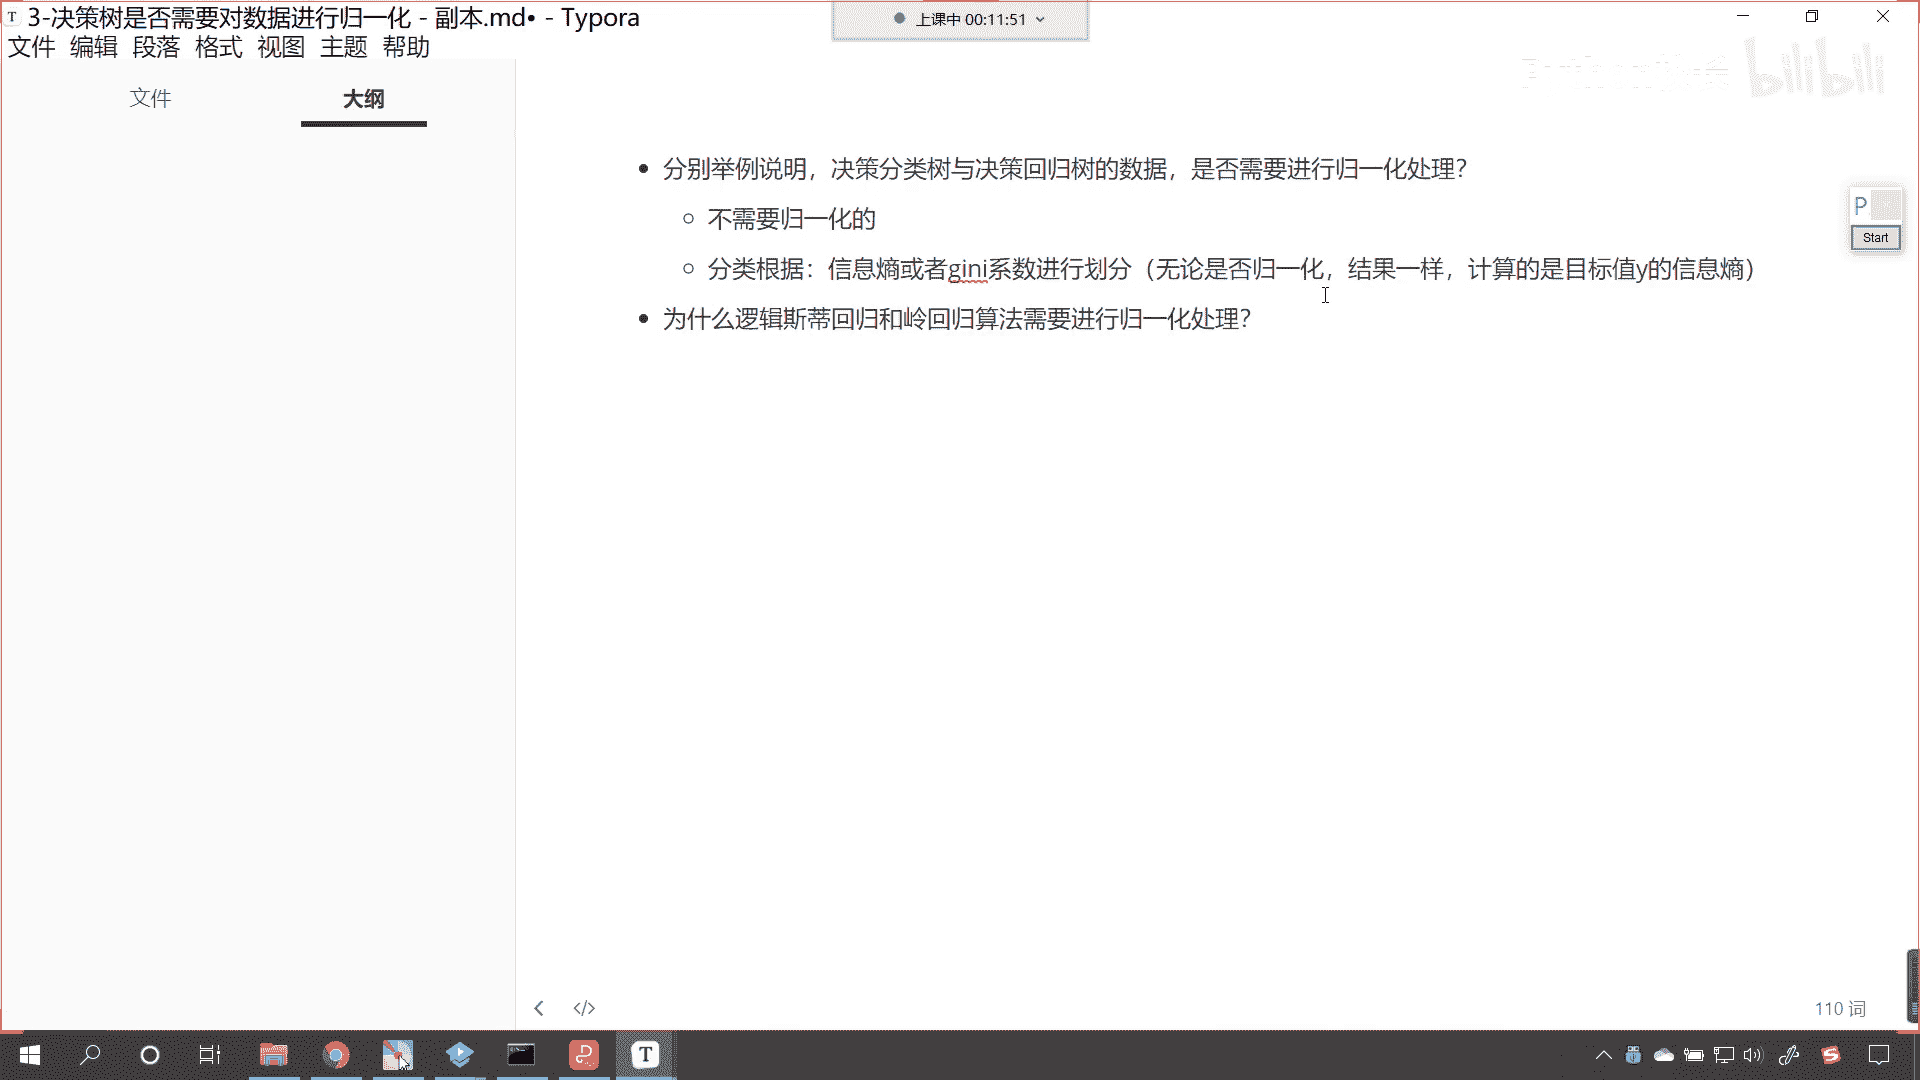 3-决策树是否需要对数据进行归一化 - 副本.md• - Typora
上课中 00:11:51
文件 编辑 段落 格式 视图 主题 帮助
文件 大纲
bilibili
分别举例说明，决策分类树与决策回归树的数据，是否需要进行归一化处理？
不需要归一化的
分类根据：信息熵或者gini系数进行划分（无论是否归一化，结果一样，计算的是目标值y的信息熵）
为什么逻辑斯蒂回归和岭回归算法需要进行归一化处理？
P
Start
110 词